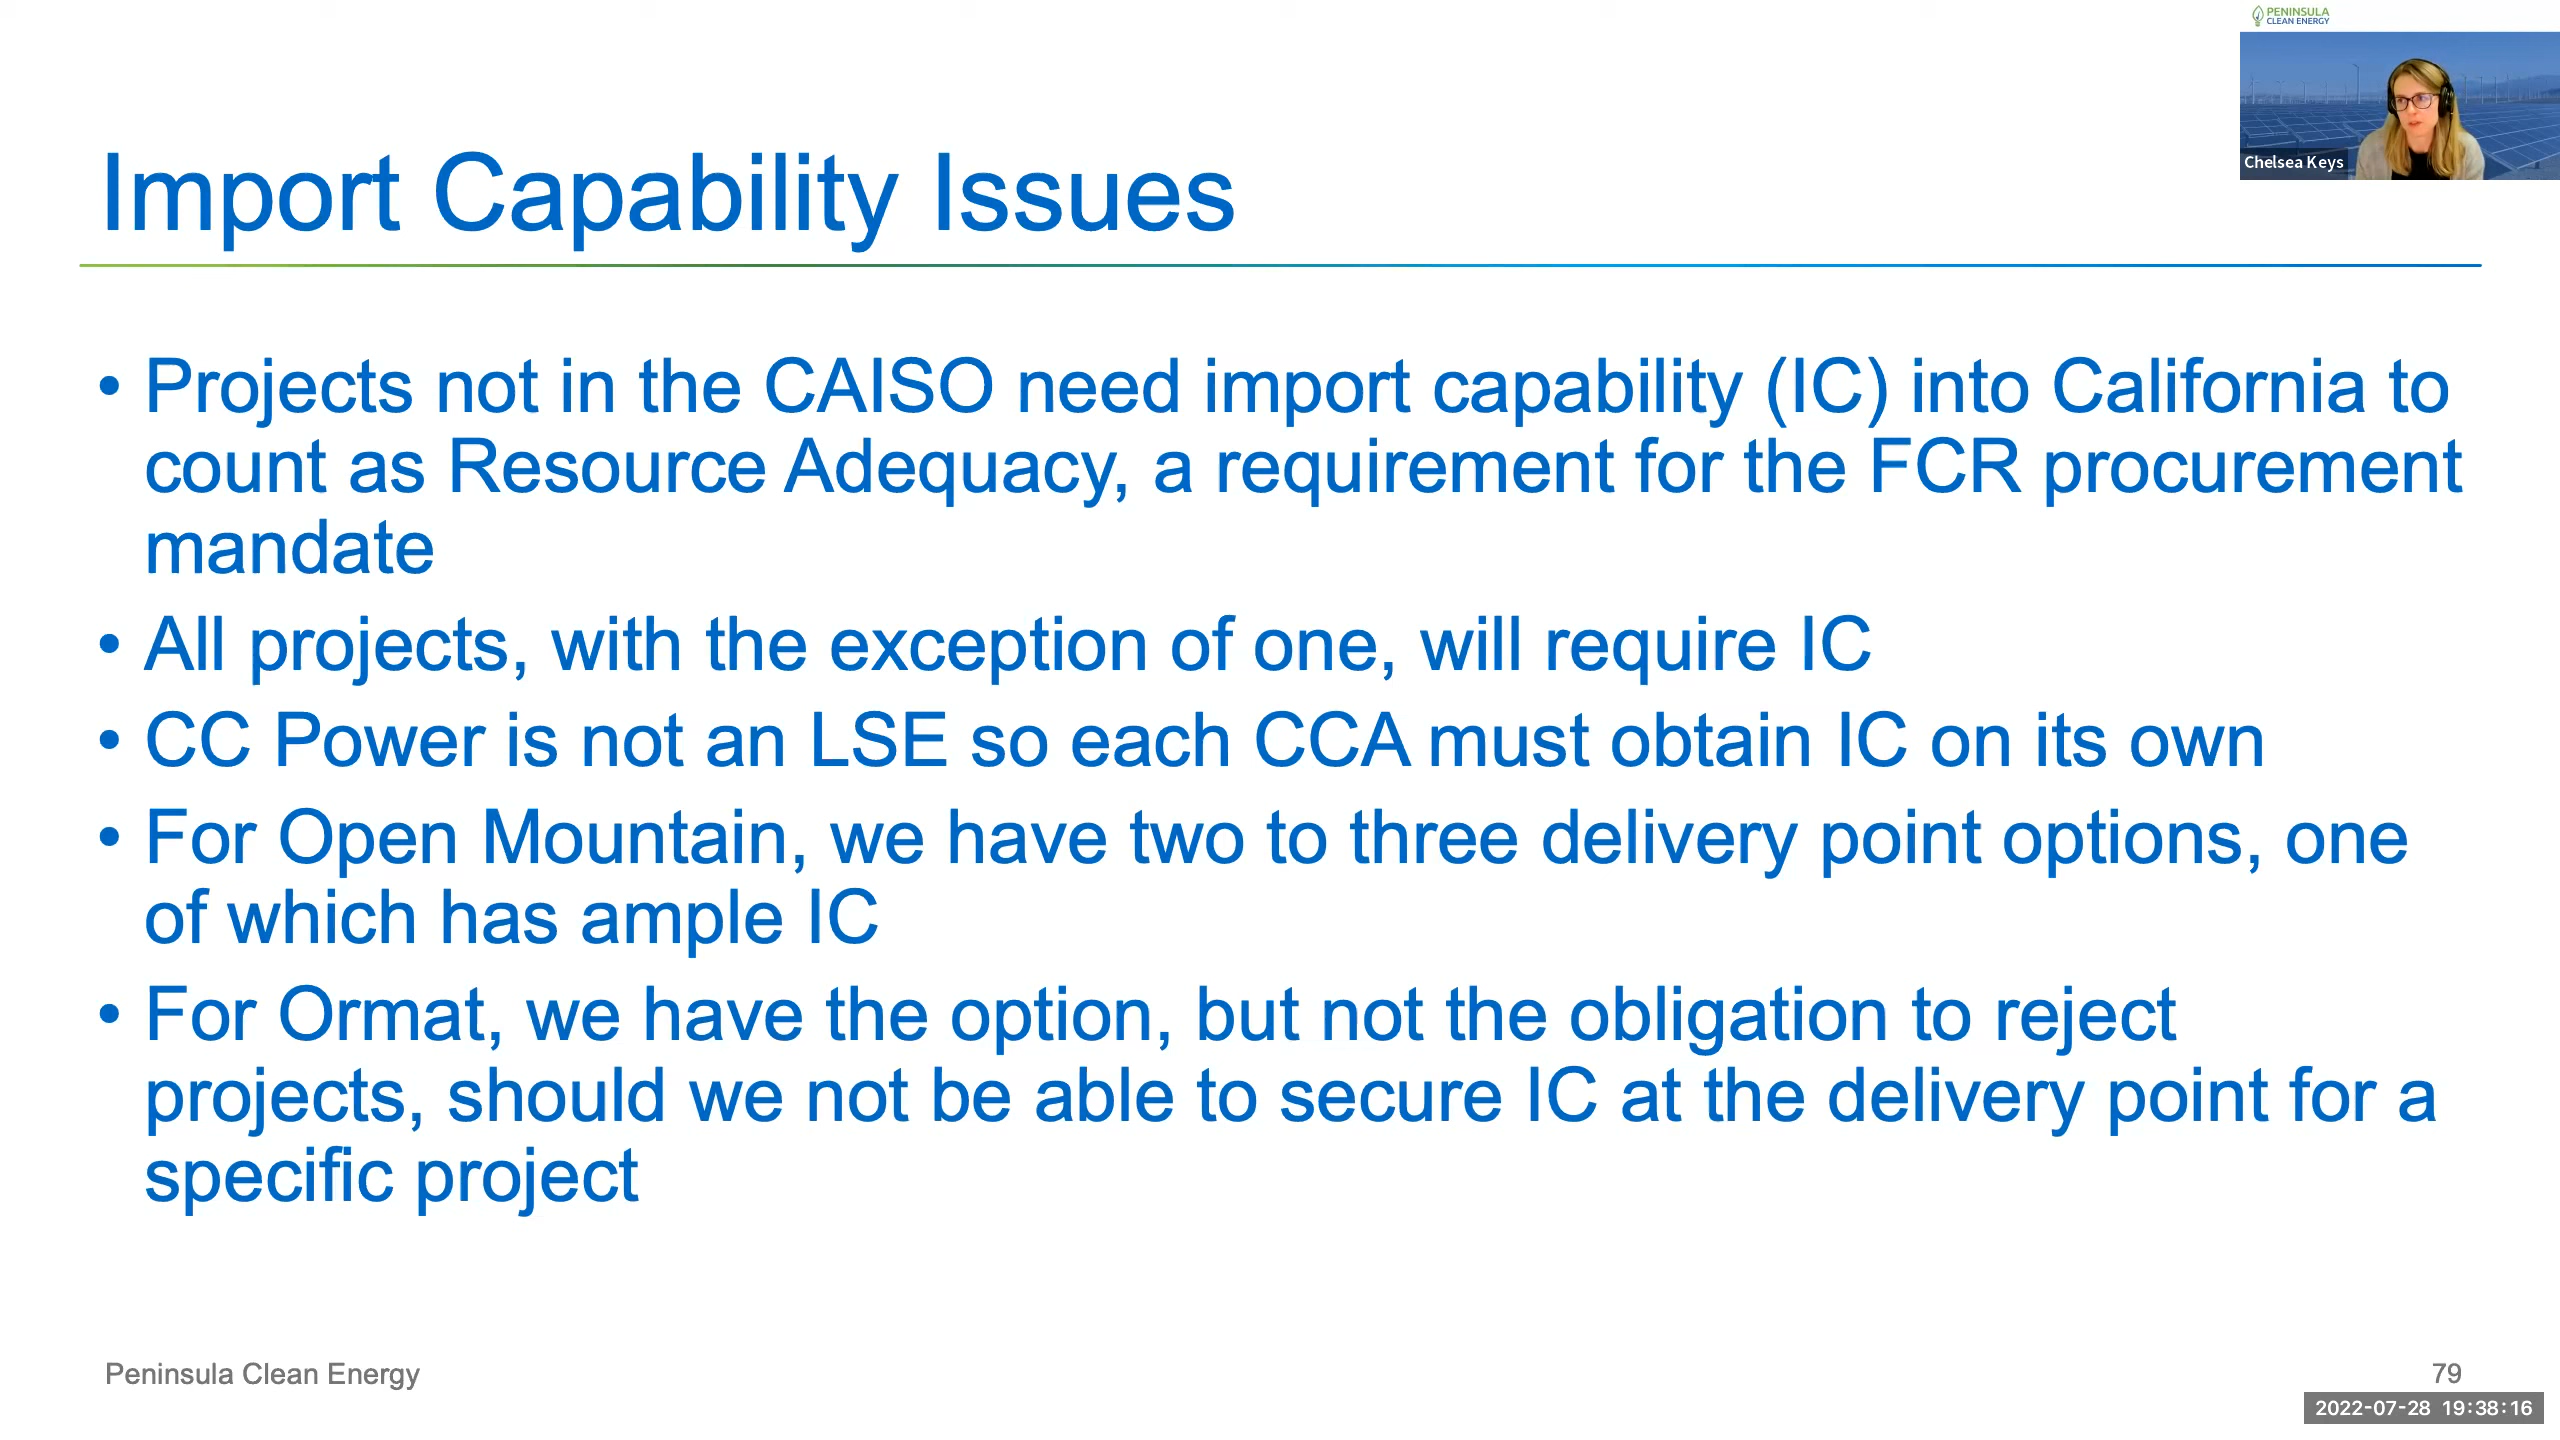 PENINSULA
CLEAN ENERGY
Chelsea Keys
Import Capability Issues
• Projects not in the CAISO need import capability (IC) into California to
count as Resource Adequacy, a requirement for the FCR procurement
mandate
• All projects, with the exception of one, will require IC
• CC Power is not an LSE so each CCA must obtain IC on its own
• For Open Mountain, we have two to three delivery point options, one
of which has ample IC
• For Ormat, we have the option, but not the obligation to reject
projects, should we not be able to secure IC at the delivery point for a
specific project
Peninsula Clean Energy
79
2022-07-28 19:38:16